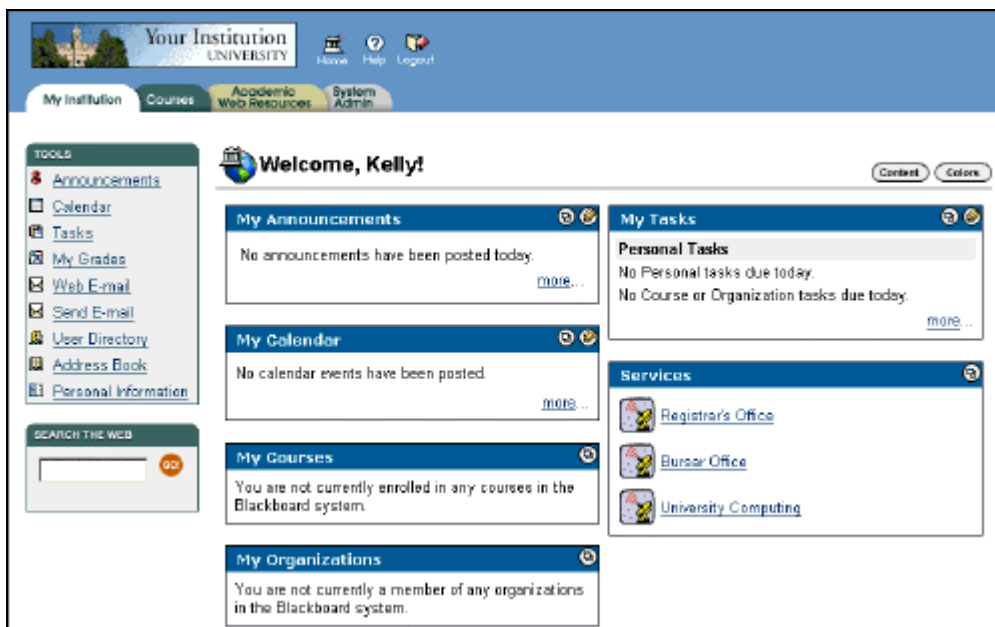 Your Institution
UNIVERSITY
Home Help Logout
My Institution
Courses
Academic
Web Resources
System
Admin
TOOLS
Announcements
Calendar
Tasks
My Grades
Web E-mail
Send E-mail
User Directory
Address Book
Personal Information
SEARCH THE WEB
GO!
Welcome, Kelly!
Content Colors
My Announcements
No announcements have been posted today.
more...
My Calendar
No calendar events have been posted.
more...
My Courses
You are not currently enrolled in any courses in the
Blackboard system.
My Organizations
You are not currently a member of any organizations
in the Blackboard system.
My Tasks
Personal Tasks
No Personal tasks due today.
No Course or Organization tasks due today.
more...
Services
Registrar's Office
Bursar Office
University Computing